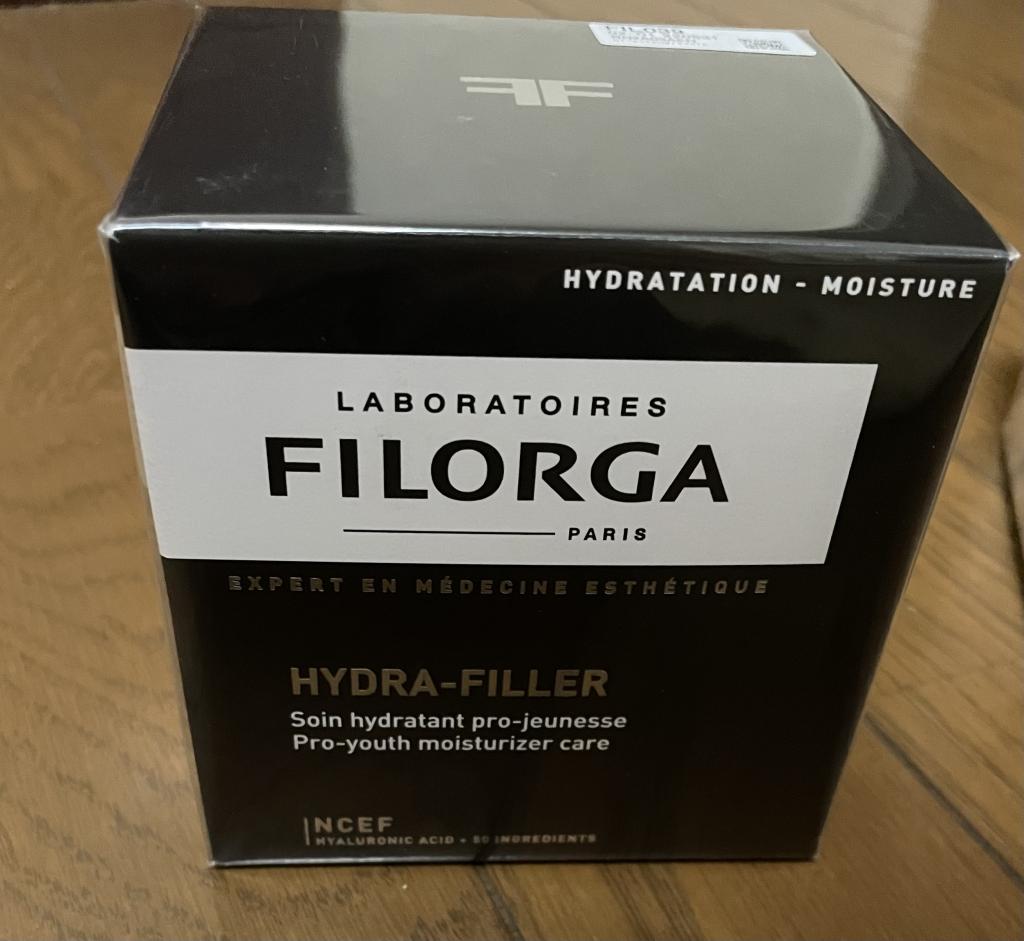 HYDRATATION - MOISTURE
LABORATOIRES
FILORGA
PARIS
EXPERT EN MÉDECINE ESTHÉTIQUE
HYDRA-FILLER
Soin hydratant pro-jeunesse
Pro-youth moisturizer care
NCEF
HYALURONIC ACID + 50 INGREDIENTS